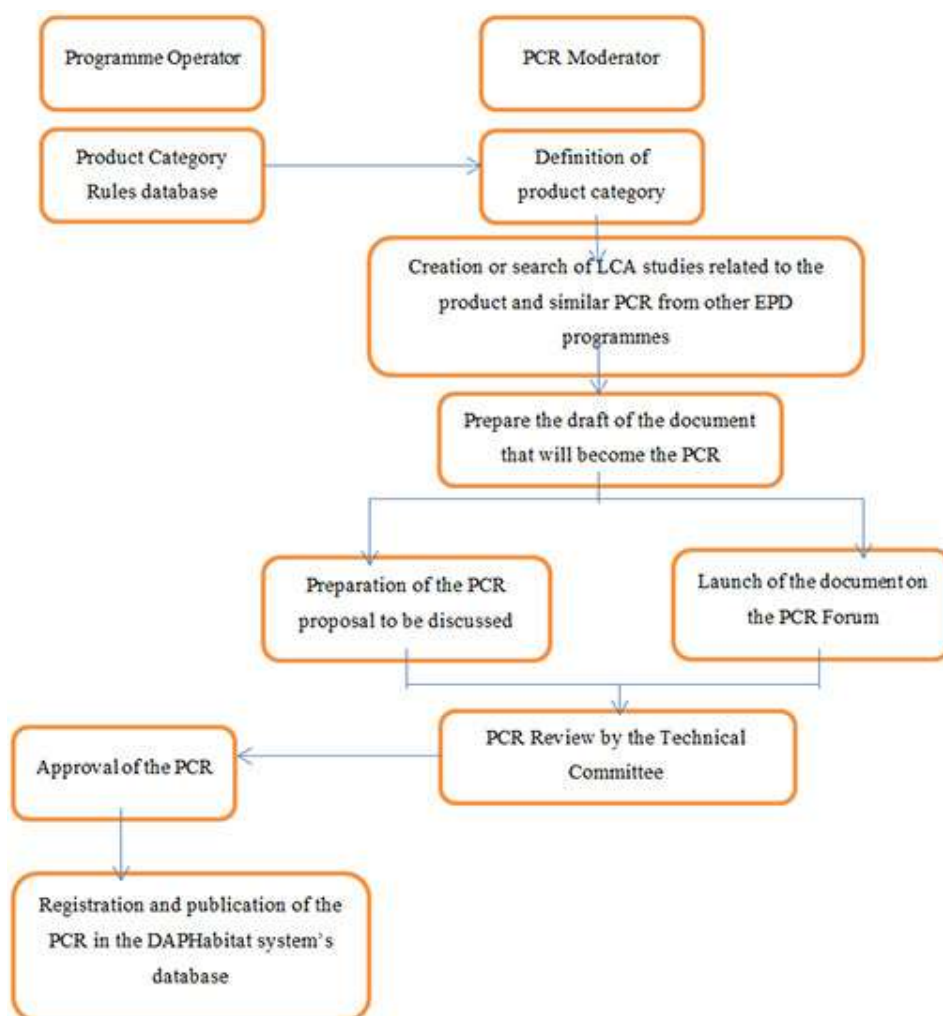 Programme Operator
PCR Moderator
Product Category
Rules database
Definition of
product category
Creation or search of LCA studies related to the
product and similar PCR from other EPD
programmes
Prepare the draft of the document
that will become the PCR
Preparation of the PCR
proposal to be discussed
Launch of the document on
the PCR Forum
PCR Review by the Technical
Committee
Approval of the PCR
Registration and publication of the
PCR in the DAPHabitat system's
database